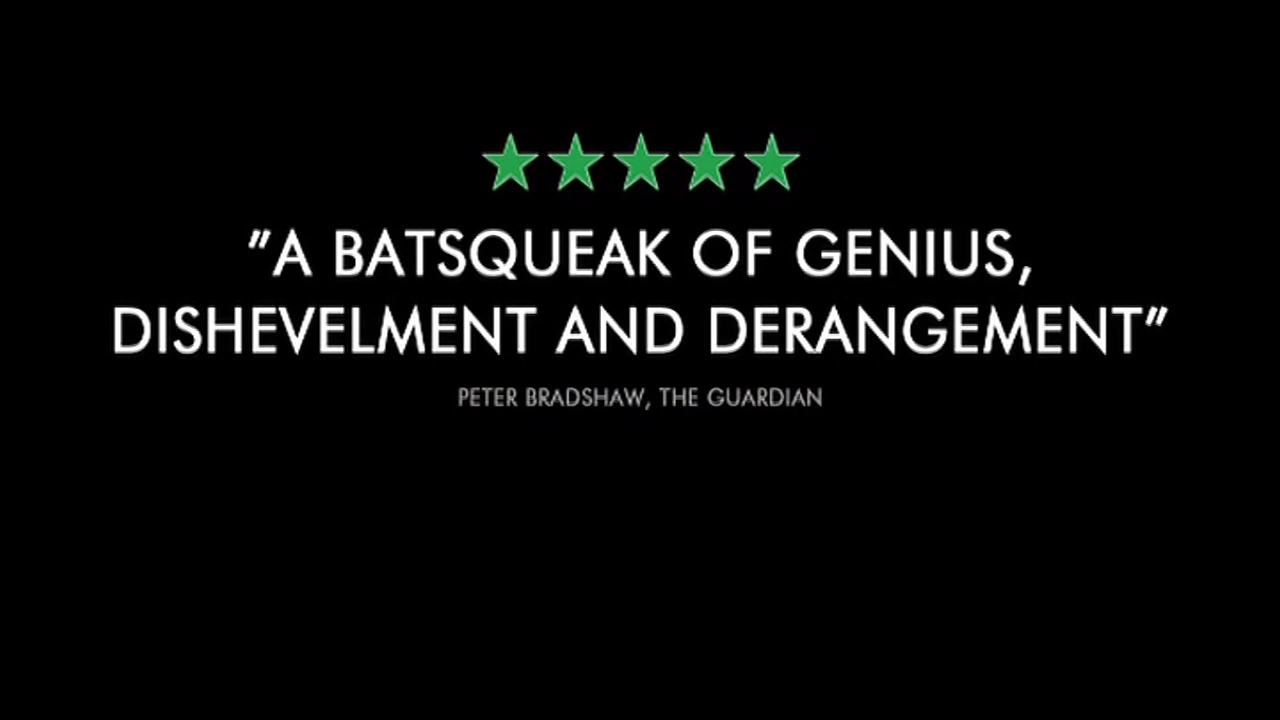 "A BATSQUEAK OF GENIUS,
DISHEVELMENT AND DERANGEMENT"
PETER BRADSHAW, THE GUARDIAN